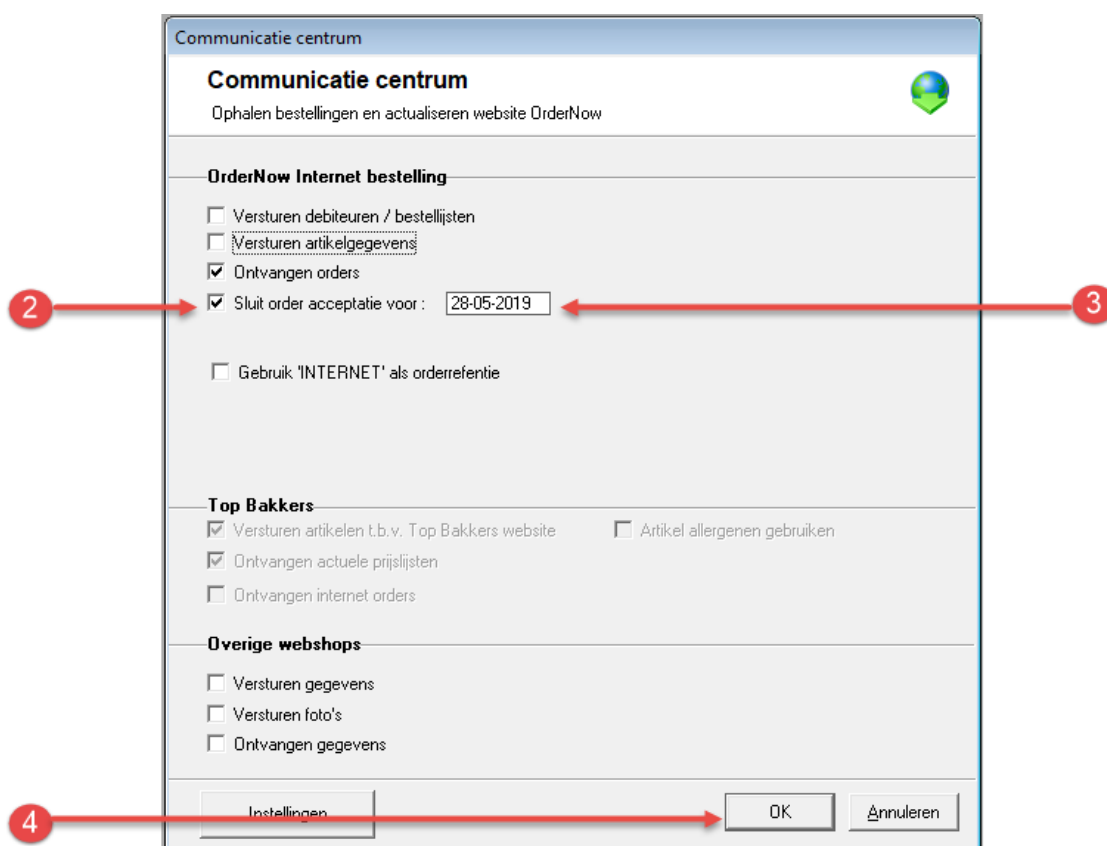 Communicatie centrum
Communicatie centrum
Ophalen bestellingen en actualiseren website OrderNow
OrderNow Internet bestelling
Versturen debiteuren / bestellijsten
Versturen artikelgegevens
Ontvangen orders
2 Sluit order acceptatie voor : 28-05-2019 3
Gebruik 'INTERNET' als orderrefentie
Top Bakkers
Versturen artikelen t.b.v. Top Bakkers website Artikel allergenen gebruiken
Ontvangen actuele prijslijsten
Ontvangen internet orders
Overige webshops
Versturen gegevens
Versturen foto's
Ontvangen gegevens
4 Instellingen OK Annuleren